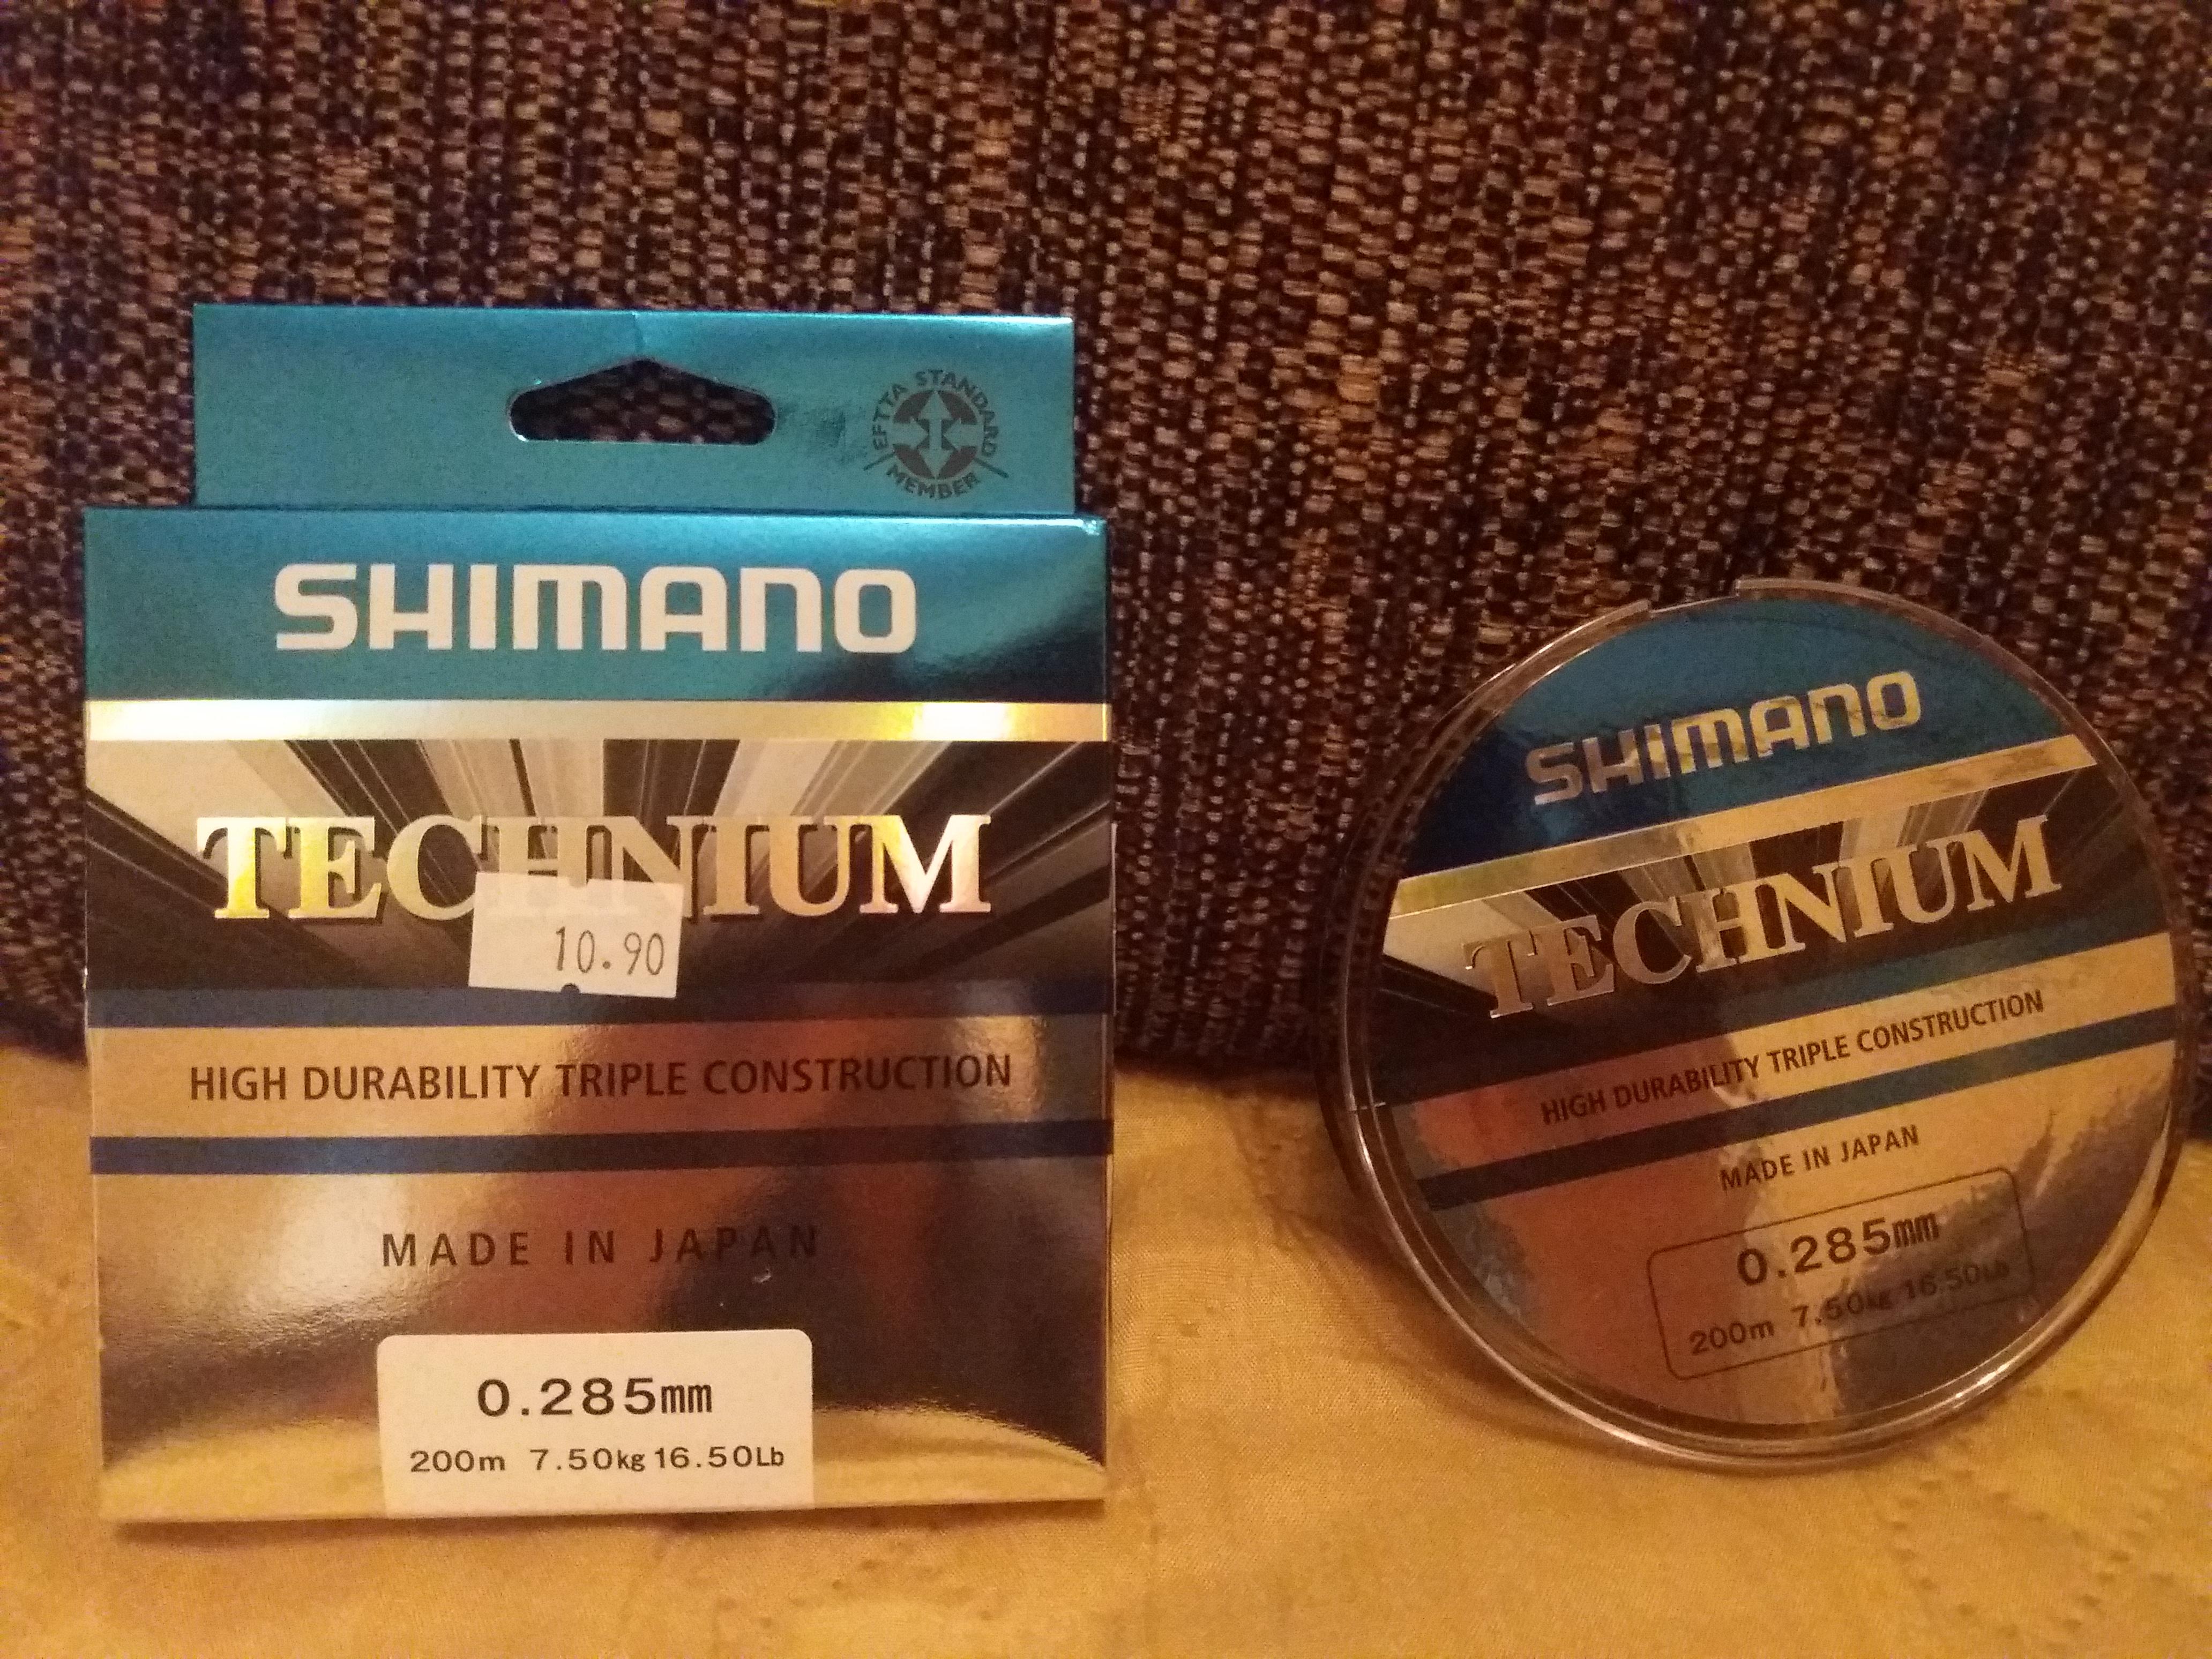 EFTTA STANDARD
MEMBER
SHIMANO
TECHNIUM
10.90
HIGH DURABILITY TRIPLE CONSTRUCTION
MADE IN JAPAN
0.285mm
200m 7.50kg 16.50Lb
SHIMANO
TECHNIUM
HIGH DURABILITY TRIPLE CONSTRUCTION
MADE IN JAPAN
0.285mm
200m 7.50kg 16.50Lb